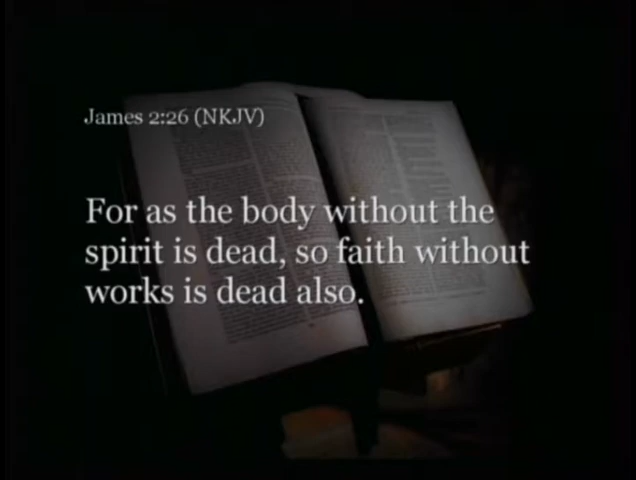 James 2:26 (NKJV)
For as the body without the
spirit is dead, so faith without
works is dead also.